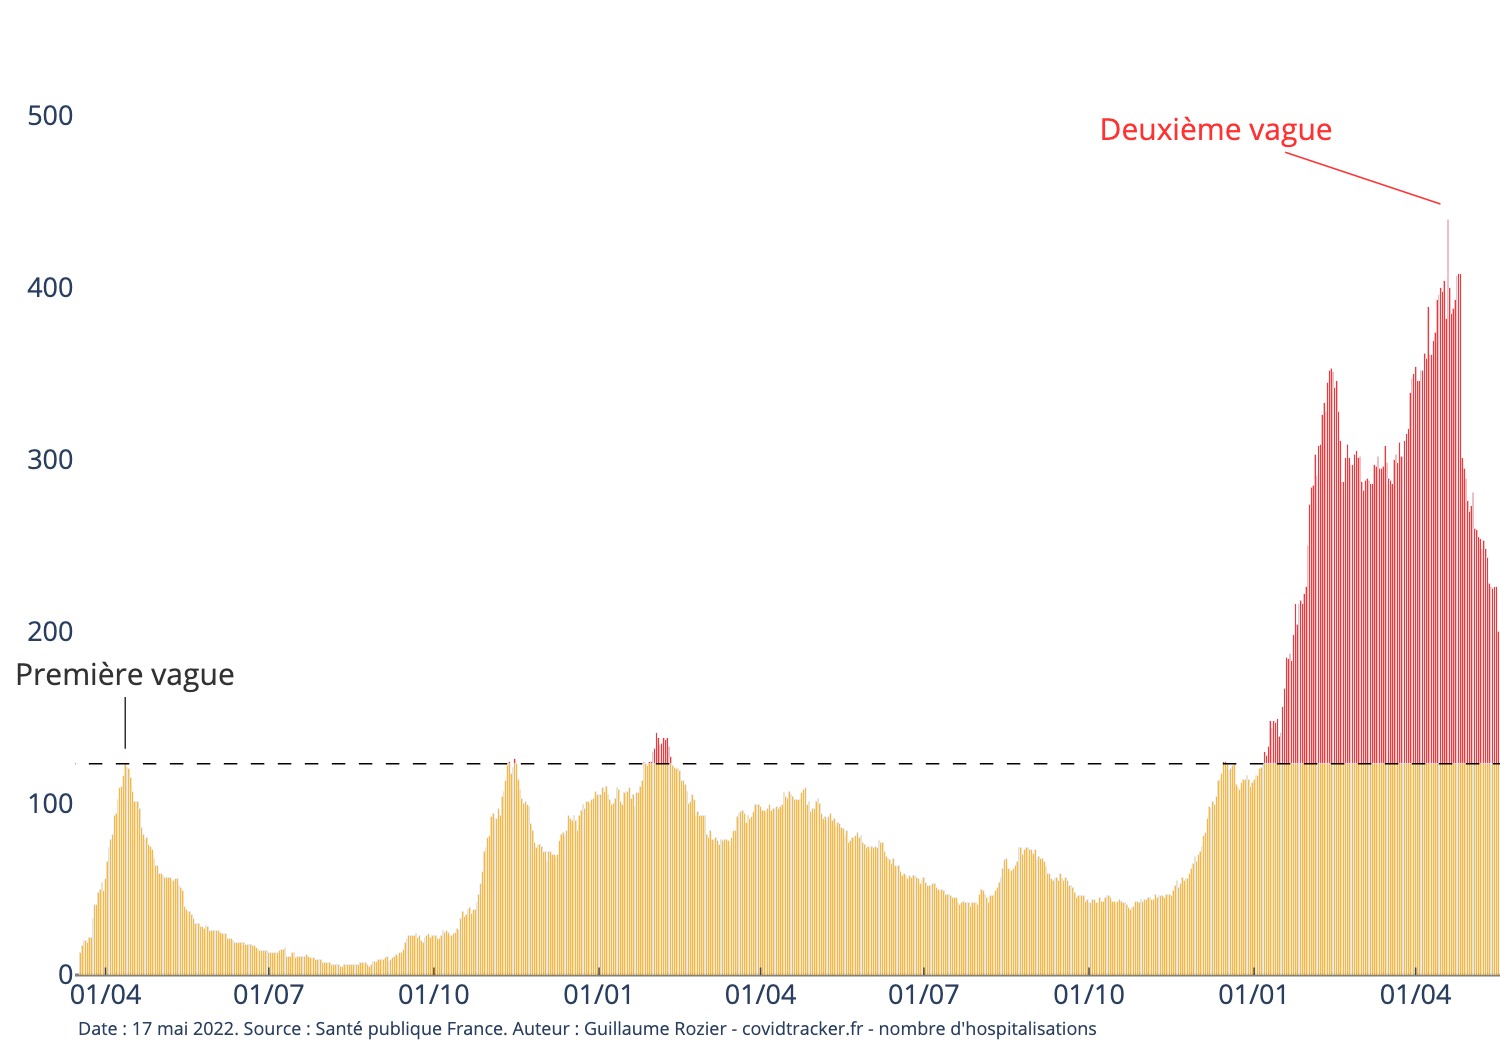 500
Deuxième vague
400
300
200
Première vague
100
0
01/04 01/07 01/10 01/01 01/04 01/07 01/10 01/01 01/04
Date : 17 mai 2022. Source : Santé publique France. Auteur : Guillaume Rozier - covidtracker.fr - nombre d'hospitalisations